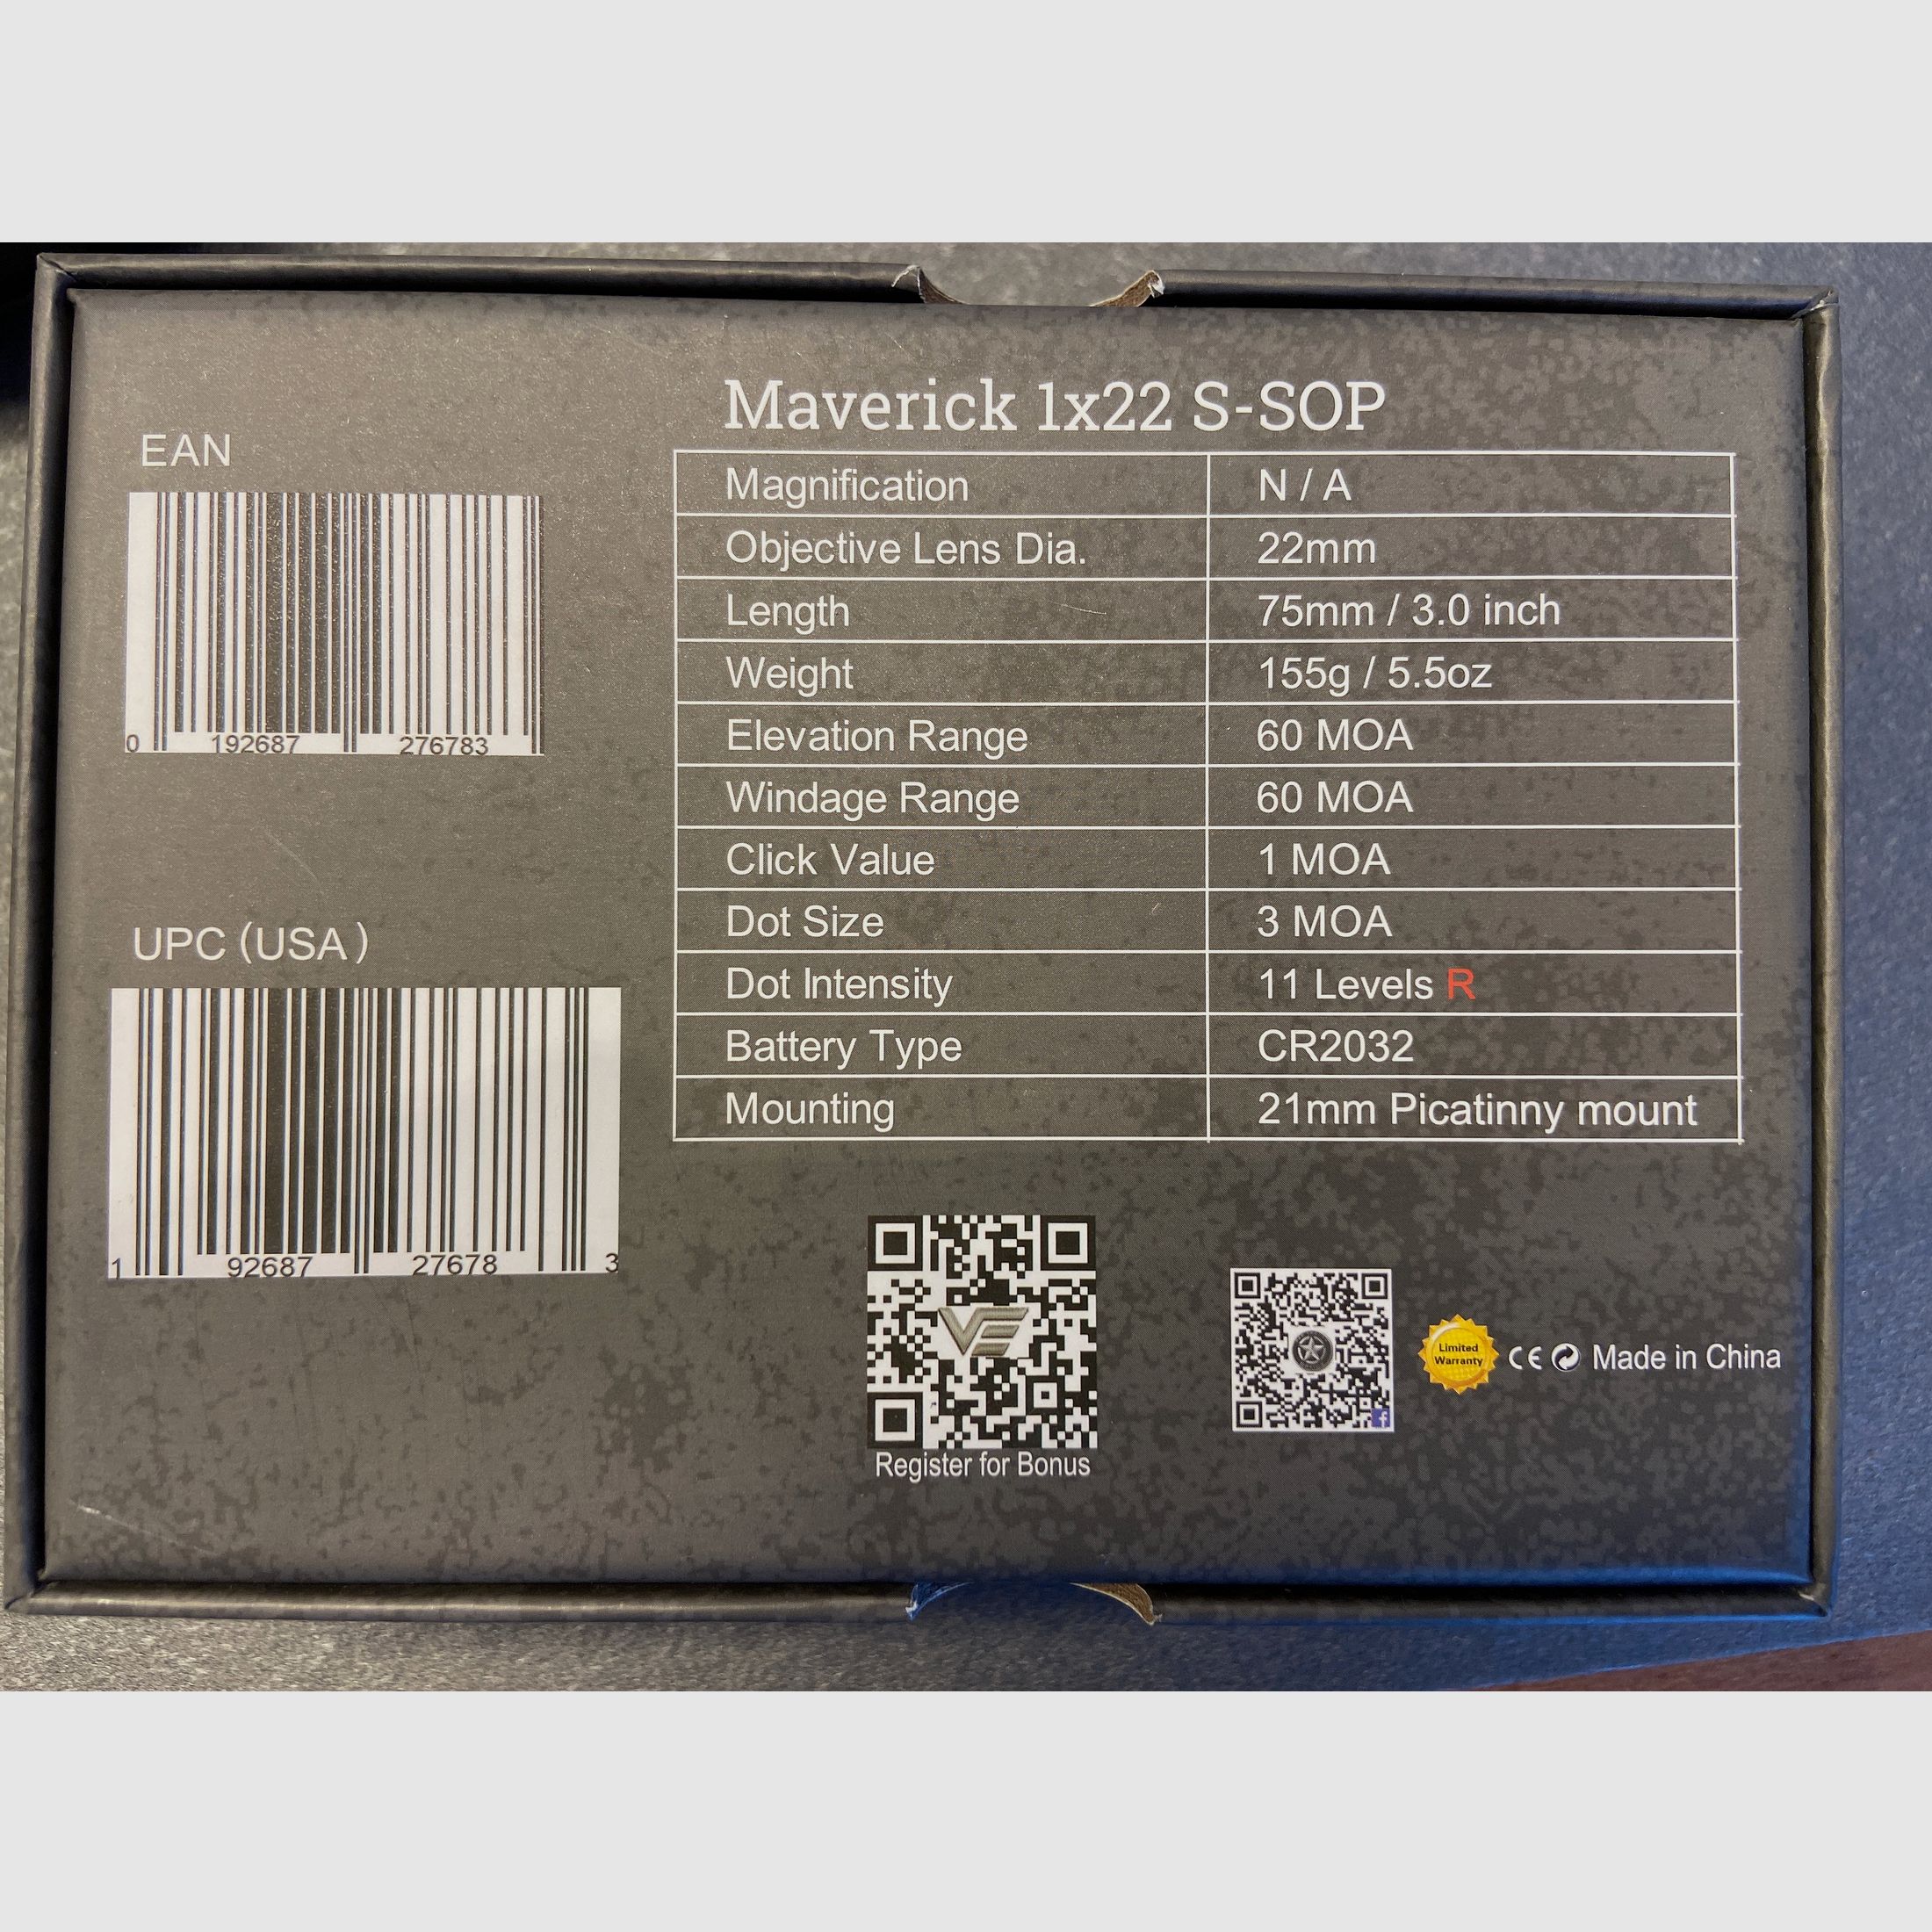 Maverick 1x22 S-SOP
EAN
0 192687 276783
UPC (USA)
1 92687 27678 3
Magnification N / A
Objective Lens Dia. 22mm
Length 75mm / 3.0 inch
Weight 155g / 5.5oz
Elevation Range 60 MOA
Windage Range 60 MOA
Click Value 1 MOA
Dot Size 3 MOA
Dot Intensity 11 Levels R
Battery Type CR2032
Mounting 21mm Picatinny mount
VE
Register for Bonus
f
Limited
Warranty
CE Made in China